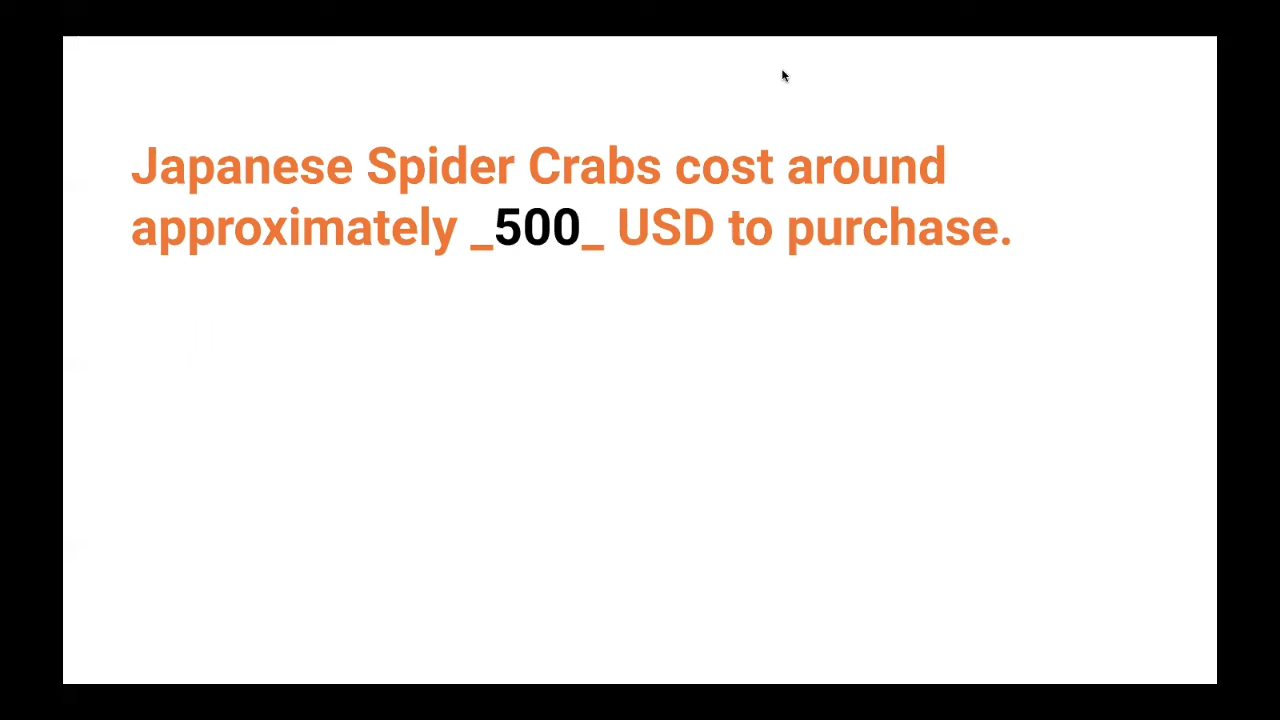 Japanese Spider Crabs cost around
approximately _500_ USD to purchase.